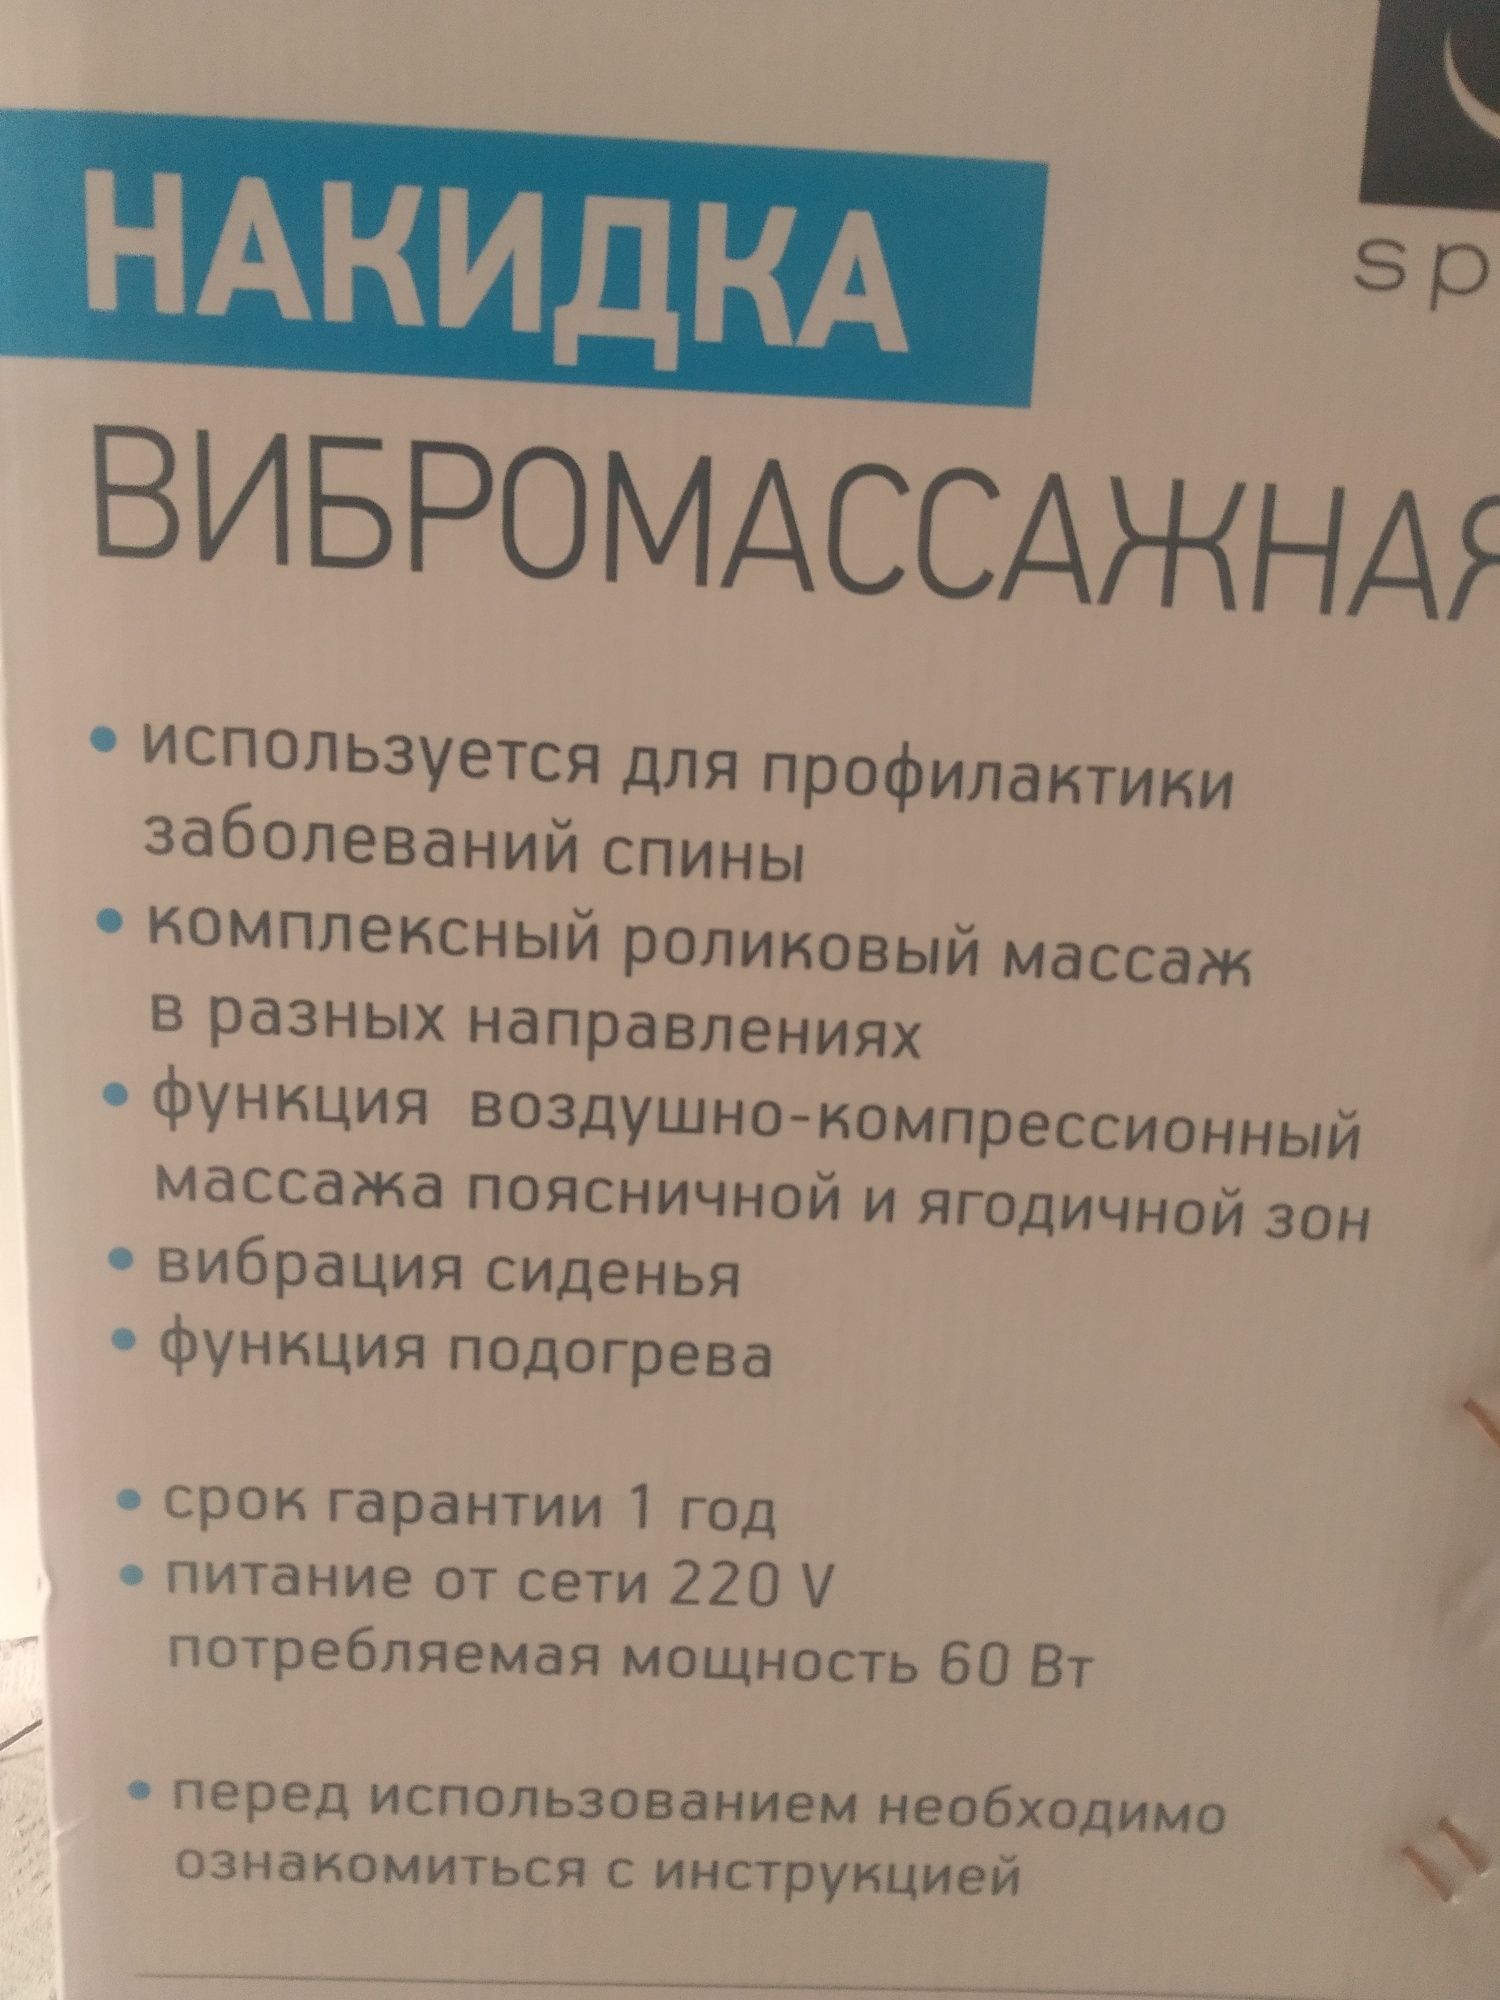 НАКИДКА
sp
ВИБРОМАССАЖНАЯ
• используется для профилактики
заболеваний спины
• комплексный роликовый массаж
в разных направлениях
• функция воздушно-компрессионный
массажа поясничной и ягодичной зон
• вибрация сиденья
• функция подогрева
• срок гарантии 1 год
• питание от сети 220 V
потребляемая мощность 60 Вт
• перед использованием необходимо
ознакомиться с инструкцией